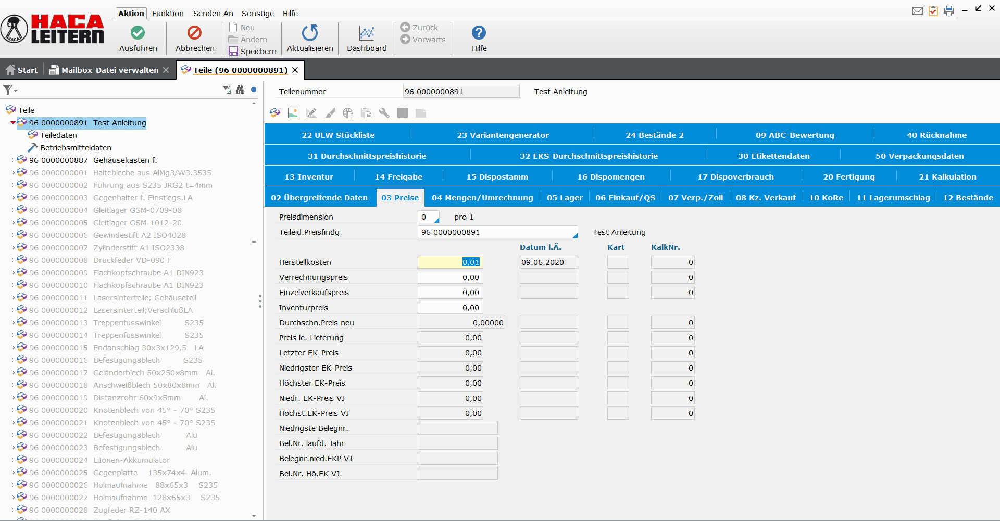 HACA
LEITERN
Aktion Funktion Senden An Sonstige Hilfe
Ausführen
Abbrechen
Neu
Ändern
Speichern
Aktualisieren
Dashboard
Zurück
Vorwärts
Hilfe
Start
Mailbox-Datei verwalten
Teile (96 0000000891)
Teile
96 0000000891 Test Anleitung
Teiledaten
Betriebsmitteldaten
96 0000000887 Gehäusekasten f.
96 0000000001 Haltebleche aus AlMg3/W3.3535
96 0000000002 Führung aus S235 JRG2 t=4mm
96 0000000003 Gegenhalter f. Einstiegs.LA
96 0000000004 Gleitlager GSM-0709-08
96 0000000005 Gleitlager GSM-1012-20
96 0000000006 Gewindestift A2 ISO4028
96 0000000007 Zylinderstift A1 ISO2338
96 0000000008 Druckfeder VD-090 F
96 0000000009 Flachkopfschraube A1 DIN923
96 0000000010 Flachkopfschraube A1 DIN923
96 0000000011 Lasersinterteile; Gehäuseteil
96 0000000012 Lasersinterteil;VerschlußLA
96 0000000013 Treppenfusswinkel S235
96 0000000014 Treppenfusswinkel S235
96 0000000015 Endanschlag 30x3x129,5 LA
96 0000000016 Befestigungsblech S235
96 0000000017 Geländerblech 50x250x8mm Al.
96 0000000018 Anschweißblech 50x80x8mm Al.
96 0000000019 Distanzrohr 60x9x5mm Al.
96 0000000020 Knotenblech von 45° - 70° S235
96 0000000021 Knotenblech von 45° - 70° S235
96 0000000022 Befestigungsblech Alu
96 0000000023 Befestigungsblech Alu
96 0000000024 LiIonen-Akkumulator
96 0000000025 Gegenplatte 135x74x4 Alum.
96 0000000026 Holmaufnahme 88x65x3 S235
96 0000000027 Holmaufnahme 128x65x3 S235
96 0000000028 Zugfeder RZ-140 AX
Teilenummer 96 0000000891 Test Anleitung
22 ULW Stückliste 23 Variantengenerator 24 Bestände 2 09 ABC-Bewertung 40 Rücknahme
31 Durchschnittspreishistorie 32 EKS-Durchschnittspreishistorie 30 Etikettendaten 50 Verpackungsdaten
13 Inventur 14 Freigabe 15 Dispostamm 16 Dispomengen 17 Dispoverbrauch 20 Fertigung 21 Kalkulation
02 Übergreifende Daten 03 Preise 04 Mengen/Umrechnung 05 Lager 06 Einkauf/QS 07 Verp./Zoll 08 Kz. Verkauf 10 KoRe 11 Lagerumschlag 12 Bestände
Preisdimension 0 pro 1
Teileid.Preisfindg. 96 0000000891 Test Anleitung
Datum l.Ä. Kart KalkNr.
Herstellkosten 0,01 09.06.2020 0
Verrechnungspreis 0,00 0
Einzelverkaufspreis 0,00 0
Inventurpreis 0,00
Durchschn.Preis neu 0,00000 0
Preis le. Lieferung 0,00 0
Letzter EK-Preis 0,00 0
Niedrigster EK-Preis 0,00 0
Höchster EK-Preis 0,00 0
Niedr. EK-Preis VJ 0,00 0
Höchst.EK-Preis VJ 0,00 0
Niedrigste Belegnr.
Bel.Nr. laufd. Jahr
Belegnr.nied.EKP VJ
Bel.Nr. Hö.EK VJ.